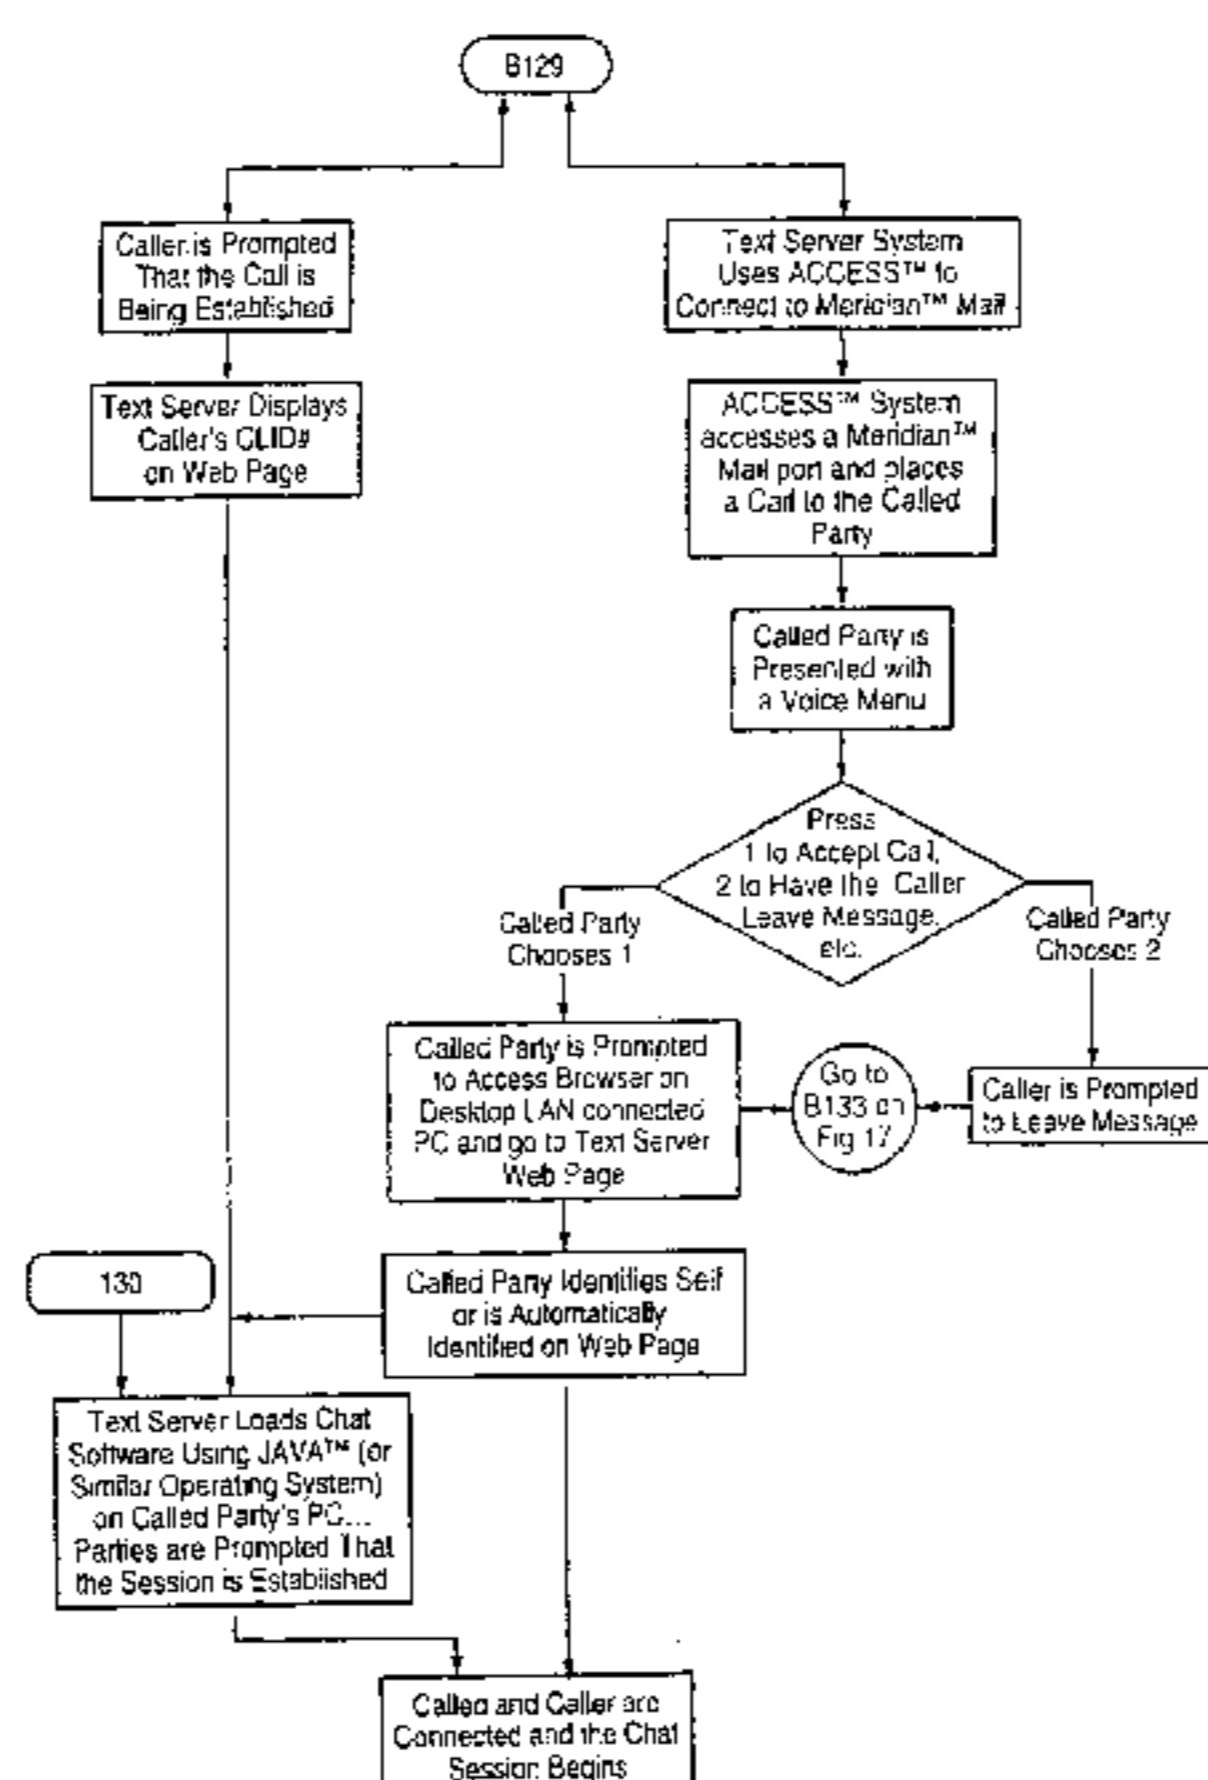 B129
Caller is Prompted
That the Call is
Being Established
Text Server System
Uses ACCESS™ to
Connect to Meridian™ Mail
Text Server Displays
Caller's CLID#
on Web Page
ACCESS™ System
accesses a Meridian™
Mail port and places
a Call to the Called
Party
Called Party is
Presented with
a Voice Menu
Press
1 to Accept Call,
2 to Have the Caller
Leave Message,
etc.
Called Party
Chooses 1
Called Party
Chooses 2
Called Party is Prompted
to Access Browser on
Desktop LAN connected
PC and go to Text Server
Web Page
Go to
B133 on
Fig 17
Caller is Prompted
to Leave Message
130
Called Party Identifies Self
or is Automatically
Identified on Web Page
Text Server Loads Chat
Software Using JAVA™ (or
Similar Operating System)
on Called Party's PC...
Parties are Prompted That
the Session is Established
Called and Caller are
Connected and the Chat
Session Begins